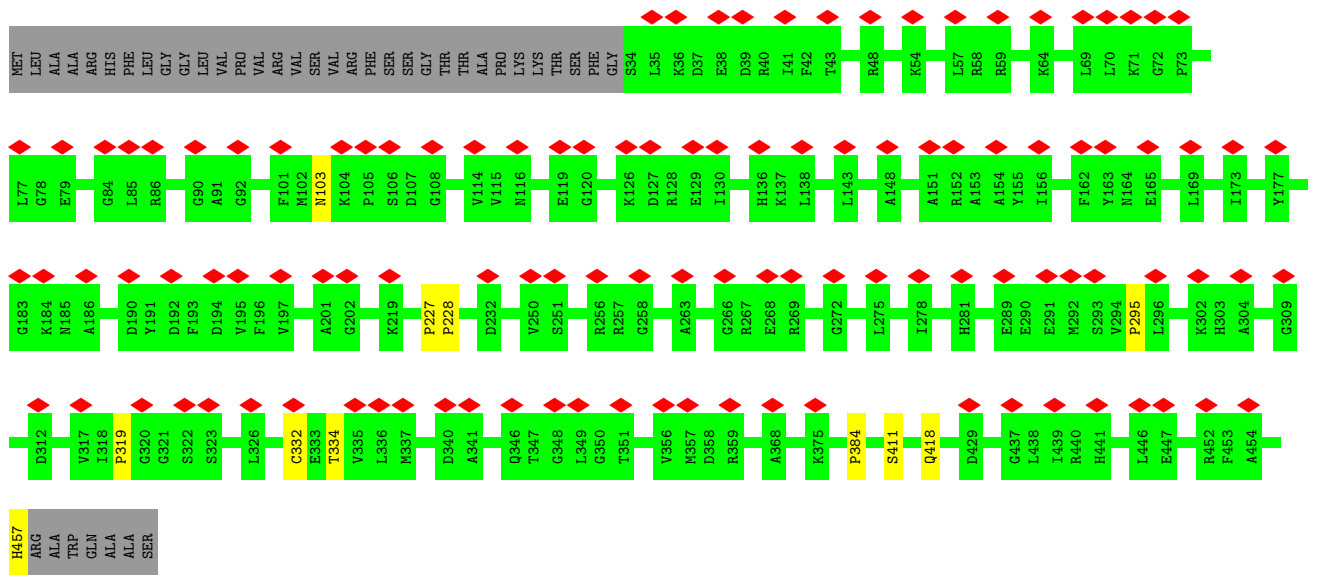 MET LEU ALA ALA ARG HIS PHE LEU GLY GLY LEU VAL PRO VAL ARG VAL SER VAL ARG PHE SER SER GLY THR THR ALA PRO LYS LYS THR SER PHE GLY S34 L35 K36 D37 E38 D39 R40 I41 F42 T43 R48 K54 L57 R58 R59 K64 L69 L70 K71 G72 P73
L77 G78 E79 G84 L85 R86 G90 A91 G92 F101 M102 N103 K104 P105 S106 D107 G108 V114 V115 N116 E119 G120 K126 D127 R128 E129 I130 H136 K137 L138 L143 A148 A151 R152 A153 A154 Y155 I156 F162 Y163 N164 E165 L169 I173 Y177
G183 K184 N185 A186 D190 Y191 D192 F193 D194 V195 F196 V197 A201 G202 K219 P227 P228 D232 V250 S251 R256 R257 G258 A263 G266 R267 E268 R269 G272 L275 I278 H281 E289 E290 E291 M292 S293 V294 P295 L296 K302 H303 A304 G309
D312 V317 I318 P319 G320 G321 S322 S323 L326 C332 E333 T334 V335 L336 M337 D340 A341 Q346 T347 G348 L349 G350 T351 V356 M357 D358 R359 A368 K375 P384 S411 Q418 D429 G437 L438 I439 R440 H441 L446 E447 R452 F453 A454
H457 ARG ALA TRP GLN ALA ALA SER